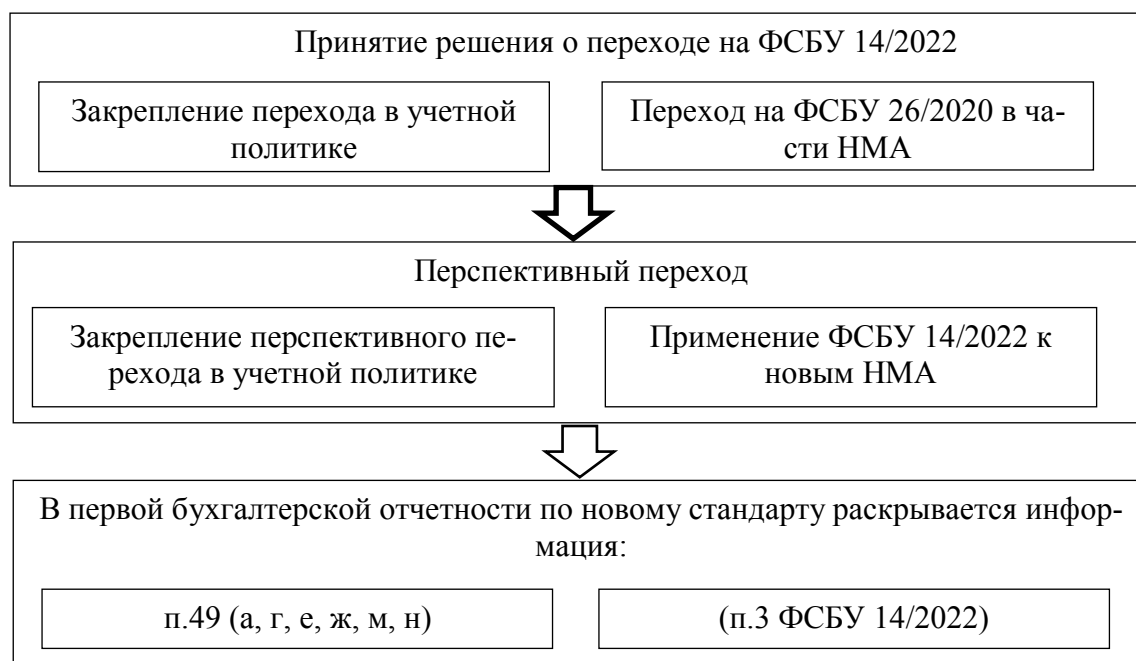 Принятие решения о переходе на ФСБУ 14/2022
Закрепление перехода в учетной
политике
Переход на ФСБУ 26/2020 в ча-
сти НМА
Перспективный переход
Закрепление перспективного пе-
рехода в учетной политике
Применение ФСБУ 14/2022 к
новым НМА
В первой бухгалтерской отчетности по новому стандарту раскрывается инфор-
мация:
п.49 (а, г, е, ж, м, н)
(п.3 ФСБУ 14/2022)